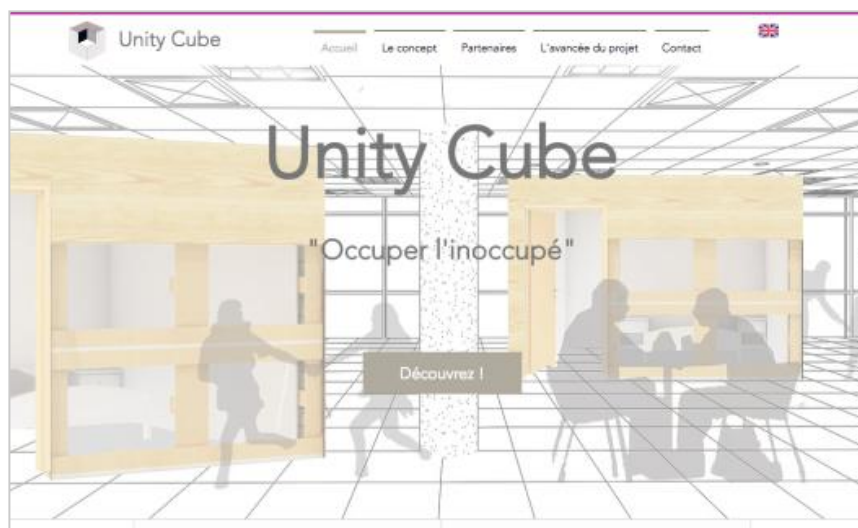 Unity Cube
Accueil Le concept Partenaires L'avancée du projet Contact
Unity Cube
"Occuper l'inoccupé"
Découvrez !